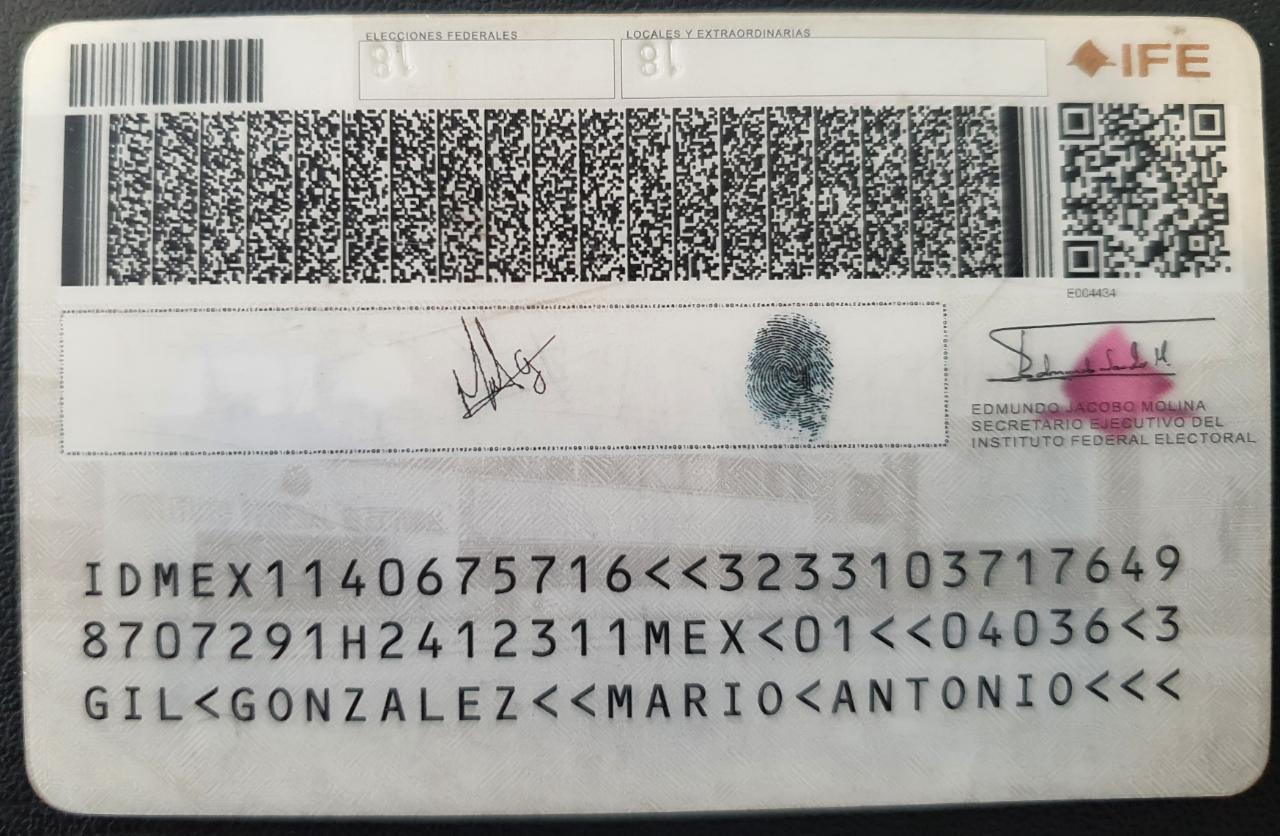 ELECCIONES FEDERALES
LOCALES Y EXTRAORDINARIAS
18
18
IFE
E004434
EDMUNDO JACOBO MOLINA
SECRETARIO EJECUTIVO DEL
INSTITUTO FEDERAL ELECTORAL
IDMEX1140675716<<3233103717649
8707291H2412311MEX<01<<04036<3
GIL<GONZALEZ<<MARIO<ANTONIO<<<